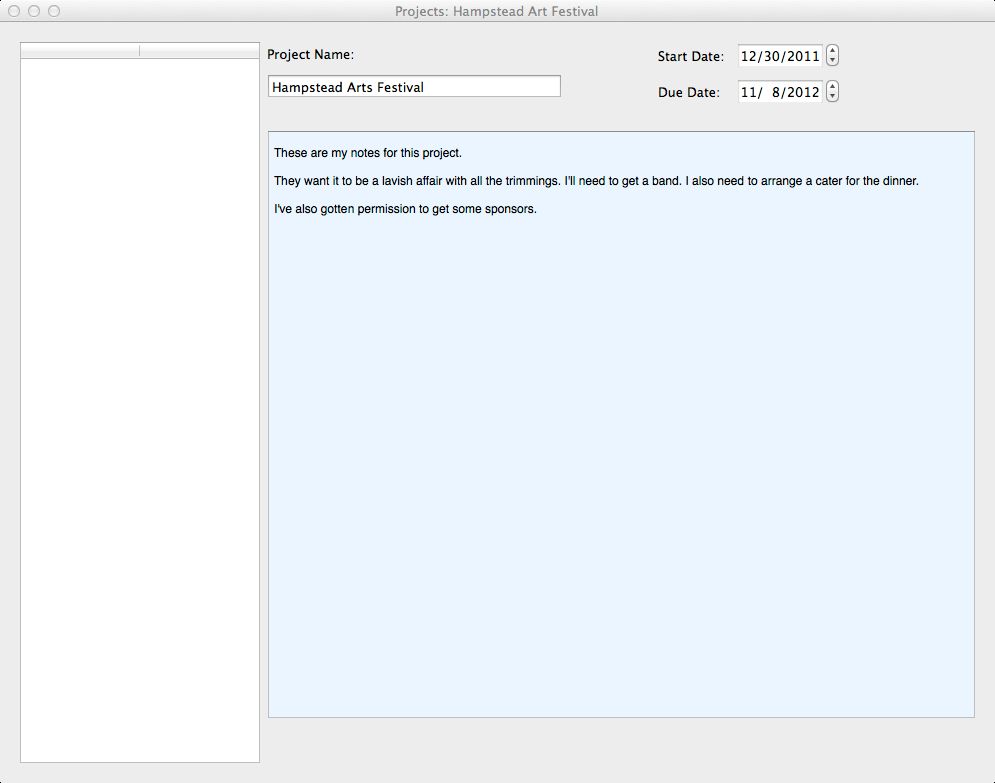 Projects: Hampstead Art Festival
Project Name:
Hampstead Arts Festival
Start Date: 12/30/2011
Due Date: 11/ 8/2012
These are my notes for this project.
They want it to be a lavish affair with all the trimmings. I'll need to get a band. I also need to arrange a cater for the dinner.
I've also gotten permission to get some sponsors.